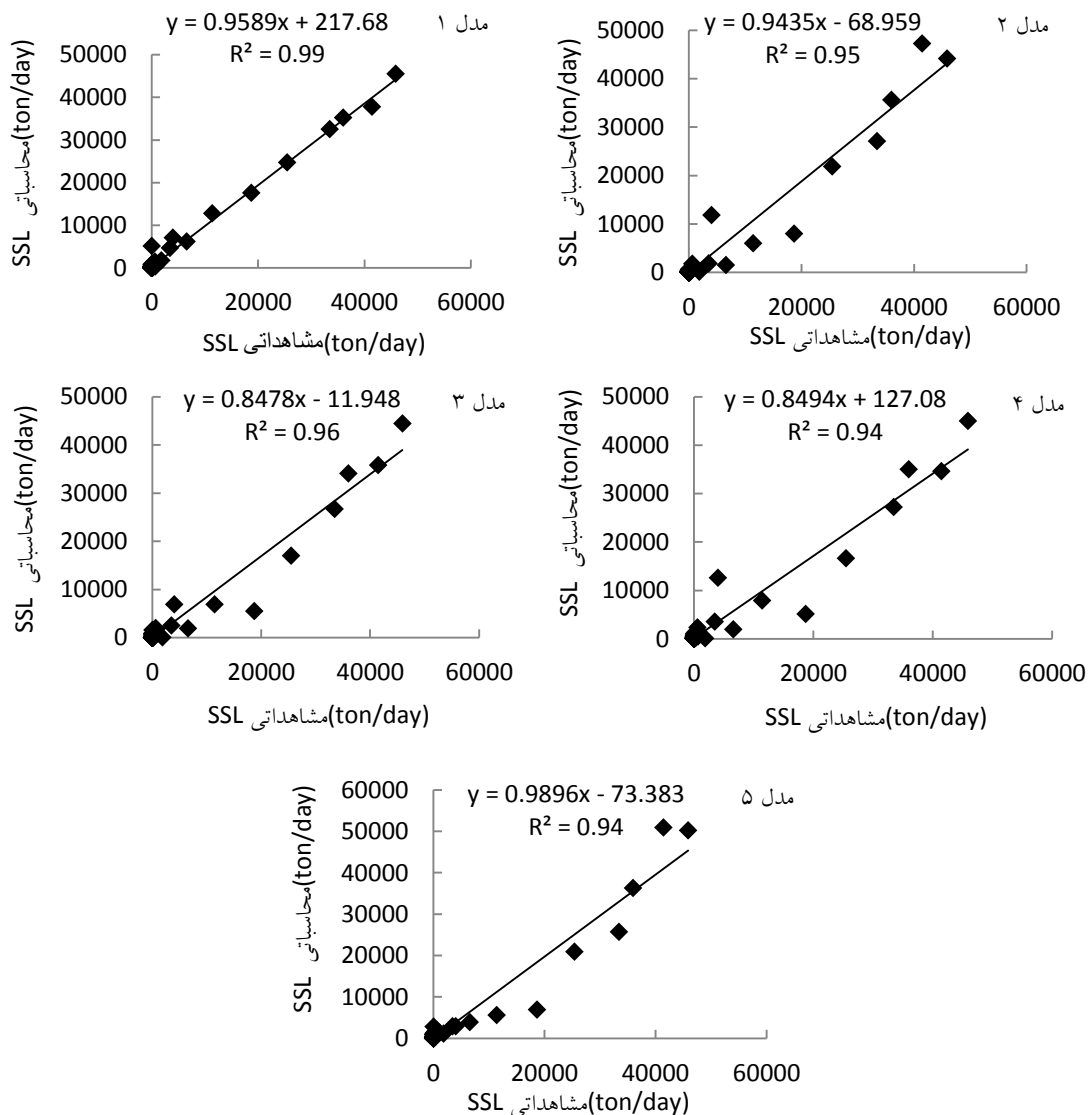 مدل ۱
y = 0.9589x + 217.68
R² = 0.99
محاسباتی SSL (ton/day)
50000
40000
30000
20000
10000
0
0 20000 40000 60000
مشاهداتی SSL (ton/day)
مدل ۲
y = 0.9435x - 68.959
R² = 0.95
محاسباتی SSL (ton/day)
50000
40000
30000
20000
10000
0
0 20000 40000 60000
مشاهداتی SSL (ton/day)
مدل ۳
y = 0.8478x - 11.948
R² = 0.96
محاسباتی SSL (ton/day)
50000
40000
30000
20000
10000
0
0 20000 40000 60000
مشاهداتی SSL (ton/day)
مدل ۴
y = 0.8494x + 127.08
R² = 0.94
محاسباتی SSL (ton/day)
50000
40000
30000
20000
10000
0
0 20000 40000 60000
مشاهداتی SSL (ton/day)
مدل ۵
y = 0.9896x - 73.383
R² = 0.94
محاسباتی SSL (ton/day)
60000
50000
40000
30000
20000
10000
0
0 20000 40000 60000
مشاهداتی SSL (ton/day)